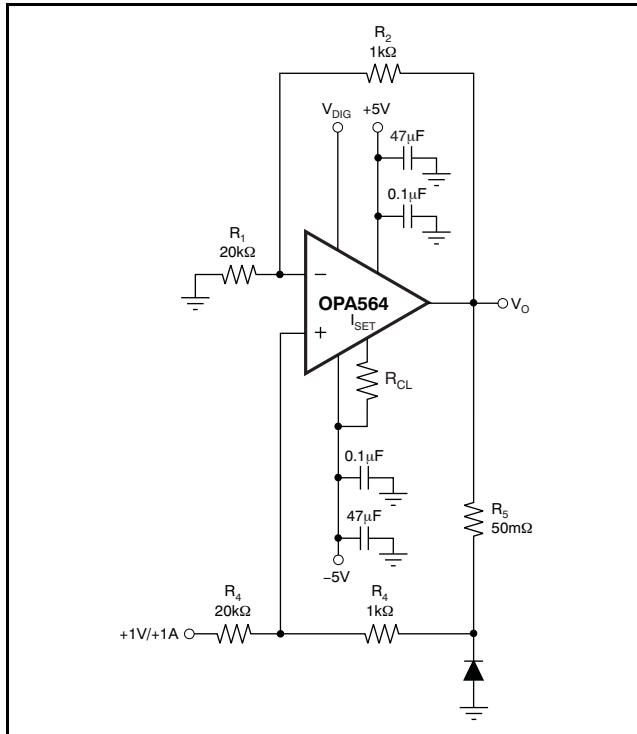 R2
1kΩ
VDIG
+5V
47µF
0.1µF
R1
20kΩ
−
OPA564
ISET
+
VO
RCL
0.1µF
47µF
R5
50mΩ
−5V
R4
20kΩ
R4
1kΩ
+1V/+1A